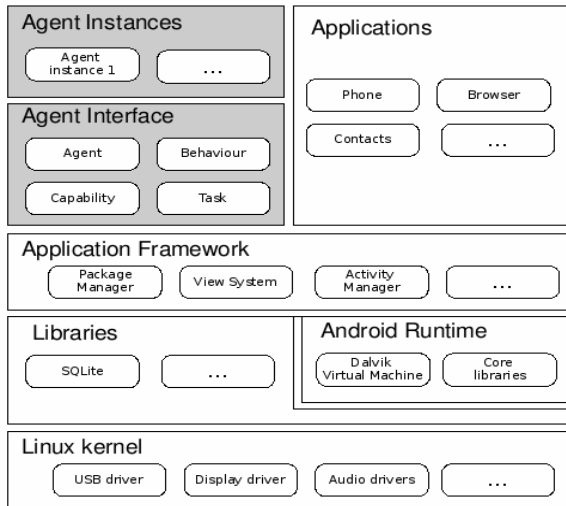 Agent Instances
Agent
instance 1
...
Agent Interface
Agent
Behaviour
Capability
Task
Applications
Phone
Browser
Contacts
...
Application Framework
Package
Manager
View System
Activity
Manager
...
Libraries
SQLite
...
Android Runtime
Dalvik
Virtual Machine
Core
libraries
Linux kernel
USB driver
Display driver
Audio drivers
...